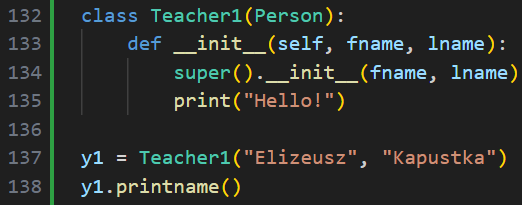 132 class Teacher1(Person):
133     def __init__(self, fname, lname):
134         super().__init__(fname, lname)
135         print("Hello!")
136
137 y1 = Teacher1("Elizeusz", "Kapustka")
138 y1.printname()